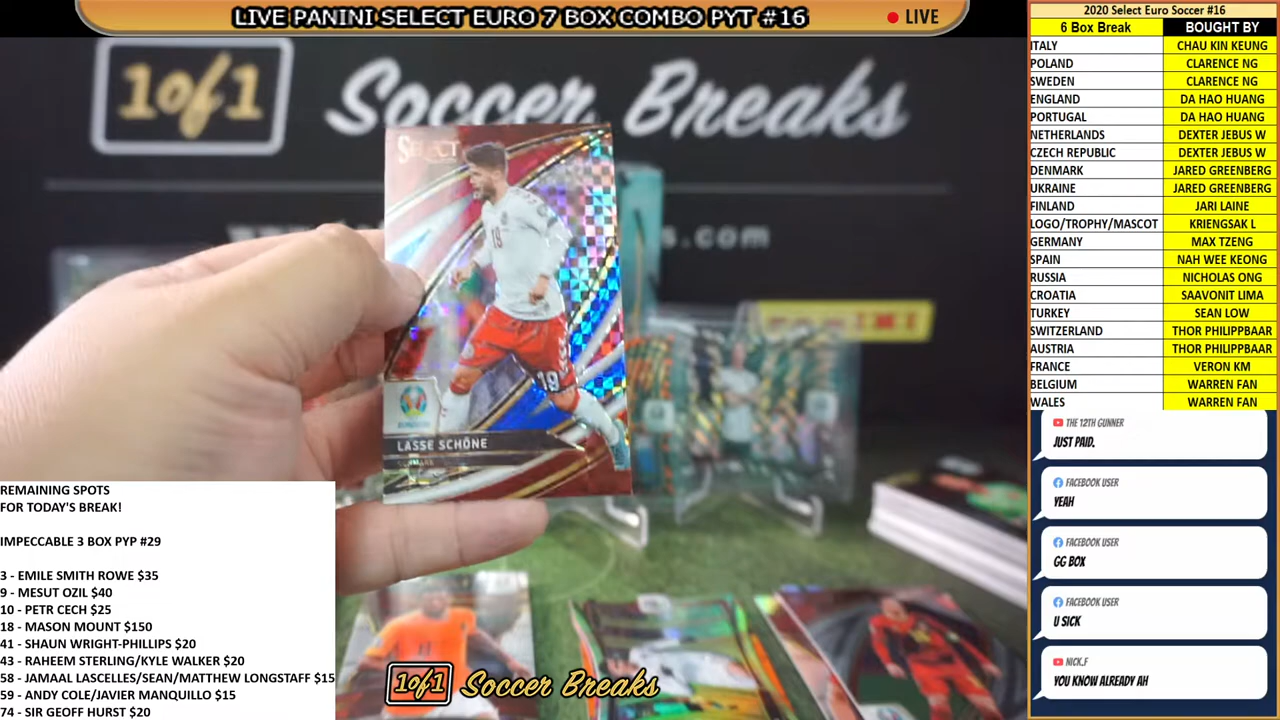 LIVE PANINI SELECT EURO 7 BOX COMBO PYT #16
LIVE
1of1 Soccer Breaks
SELECT
19
19
LASSE SCHÖNE
PANINI
2020 Select Euro Soccer #16
6 Box Break BOUGHT BY
ITALY CHAU KIN KEUNG
POLAND CLARENCE NG
SWEDEN CLARENCE NG
ENGLAND DA HAO HUANG
PORTUGAL DA HAO HUANG
NETHERLANDS DEXTER JEBUS W
CZECH REPUBLIC DEXTER JEBUS W
DENMARK JARED GREENBERG
UKRAINE JARED GREENBERG
FINLAND JARI LAINE
LOGO/TROPHY/MASCOT KRIENGSAK L
GERMANY MAX TZENG
SPAIN NAH WEE KEONG
RUSSIA NICHOLAS ONG
CROATIA SAAVONIT LIMA
TURKEY SEAN LOW
SWITZERLAND THOR PHILIPPBAAR
AUSTRIA THOR PHILIPPBAAR
FRANCE VERON KM
BELGIUM WARREN FAN
WALES WARREN FAN
THE 12TH GUNNER
JUST PAID.
FACEBOOK USER
YEAH
FACEBOOK USER
GG BOX
FACEBOOK USER
U SICK
NICK.F
YOU KNOW ALREADY AH
REMAINING SPOTS
FOR TODAY'S BREAK!
IMPECCABLE 3 BOX PYP #29
3 - EMILE SMITH ROWE $35
9 - MESUT OZIL $40
10 - PETR CECH $25
18 - MASON MOUNT $150
41 - SHAUN WRIGHT-PHILLIPS $20
43 - RAHEEM STERLING/KYLE WALKER $20
58 - JAMAAL LASCELLES/SEAN/MATTHEW LONGSTAFF $15
59 - ANDY COLE/JAVIER MANQUILLO $15
74 - SIR GEOFF HURST $20
1of1 Soccer Breaks